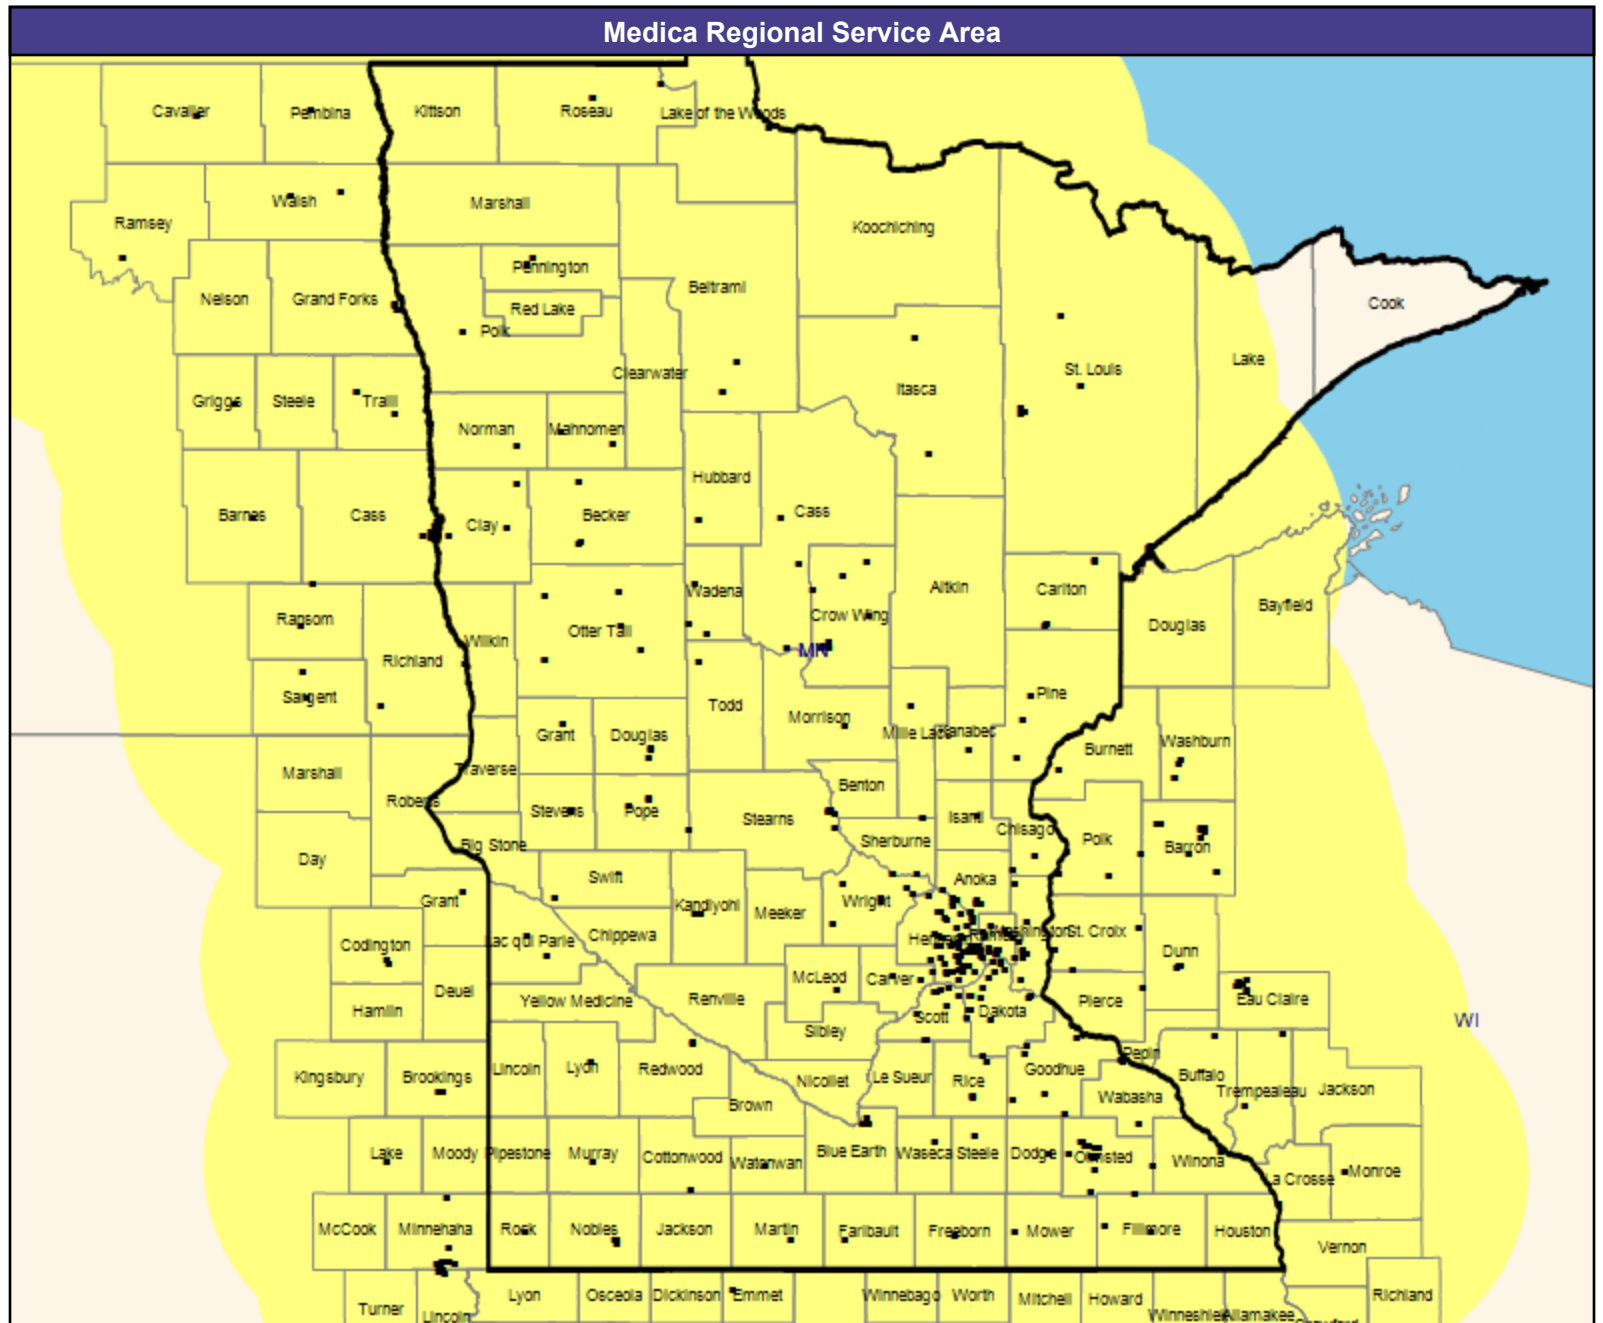 Medica Regional Service Area
Cavalier
Pembina
Kittson
Roseau
Lake of the Woods
Walsh
Marshall
Ramsey
Koochiching
Pennington
Nelson
Grand Forks
Beltrami
Red Lake
Cook
Polk
Lake
St. Louis
Clearwater
Itasca
Griggs
Steele
Traill
Norman
Mahnomen
Hubbard
Barnes
Cass
Clay
Becker
Cass
Aitkin
Carlton
Wadena
Bayfield
Crow Wing
Ransom
Douglas
Otter Tail
Wilkin
MN
Richland
Sargent
Pine
Todd
Morrison
Mille Lacs
Kanabec
Grant
Douglas
Washburn
Burnett
Traverse
Marshall
Benton
Roberts
Stevens
Pope
Stearns
Isanti
Chisago
Sherburne
Polk
Big Stone
Barron
Day
Swift
Anoka
Grant
Kandiyohi
Wright
Meeker
Lac qui Parle
Chippewa
Hennepin
Ramsey
Washington
St. Croix
Codington
Dunn
McLeod
Carver
Deuel
Yellow Medicine
Renville
Pierce
Eau Claire
Hamlin
Scott
Dakota
WI
Sibley
Pepin
Kingsbury
Brookings
Lincoln
Lyon
Redwood
Nicollet
Le Sueur
Rice
Goodhue
Buffalo
Trempealeau
Jackson
Wabasha
Brown
Lake
Moody
Pipestone
Murray
Cottonwood
Watonwan
Blue Earth
Waseca
Steele
Dodge
Olmsted
Winona
La Crosse
Monroe
McCook
Minnehaha
Rock
Nobles
Jackson
Martin
Faribault
Freeborn
Mower
Fillmore
Houston
Vernon
Turner
Lincoln
Lyon
Osceola
Dickinson
Emmet
Winnebago
Worth
Mitchell
Howard
Winneshiek
Allamakee
Crawford
Richland